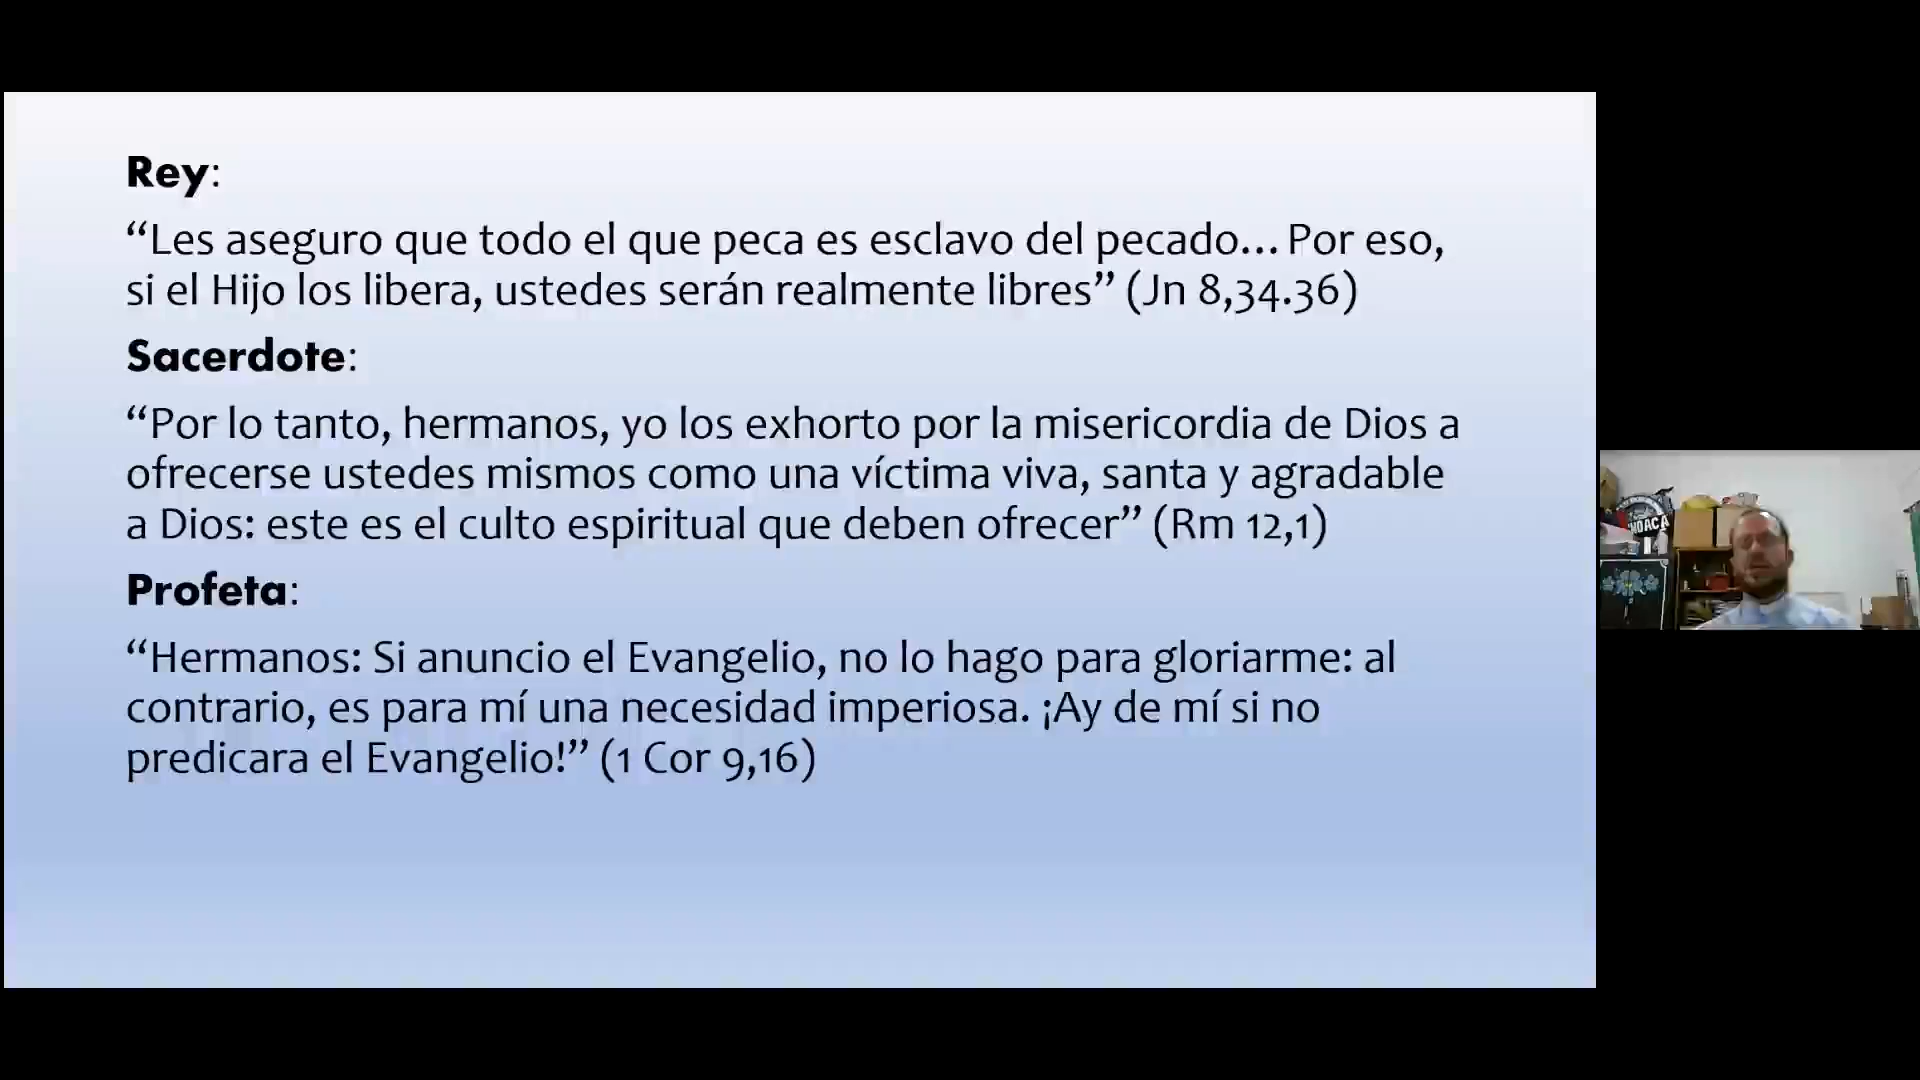 Rey:
“Les aseguro que todo el que peca es esclavo del pecado… Por eso,
si el Hijo los libera, ustedes serán realmente libres” (Jn 8,34.36)
Sacerdote:
“Por lo tanto, hermanos, yo los exhorto por la misericordia de Dios a
ofrecerse ustedes mismos como una víctima viva, santa y agradable
a Dios: este es el culto espiritual que deben ofrecer” (Rm 12,1)
Profeta:
“Hermanos: Si anuncio el Evangelio, no lo hago para gloriarme: al
contrario, es para mí una necesidad imperiosa. ¡Ay de mí si no
predicara el Evangelio!” (1 Cor 9,16)